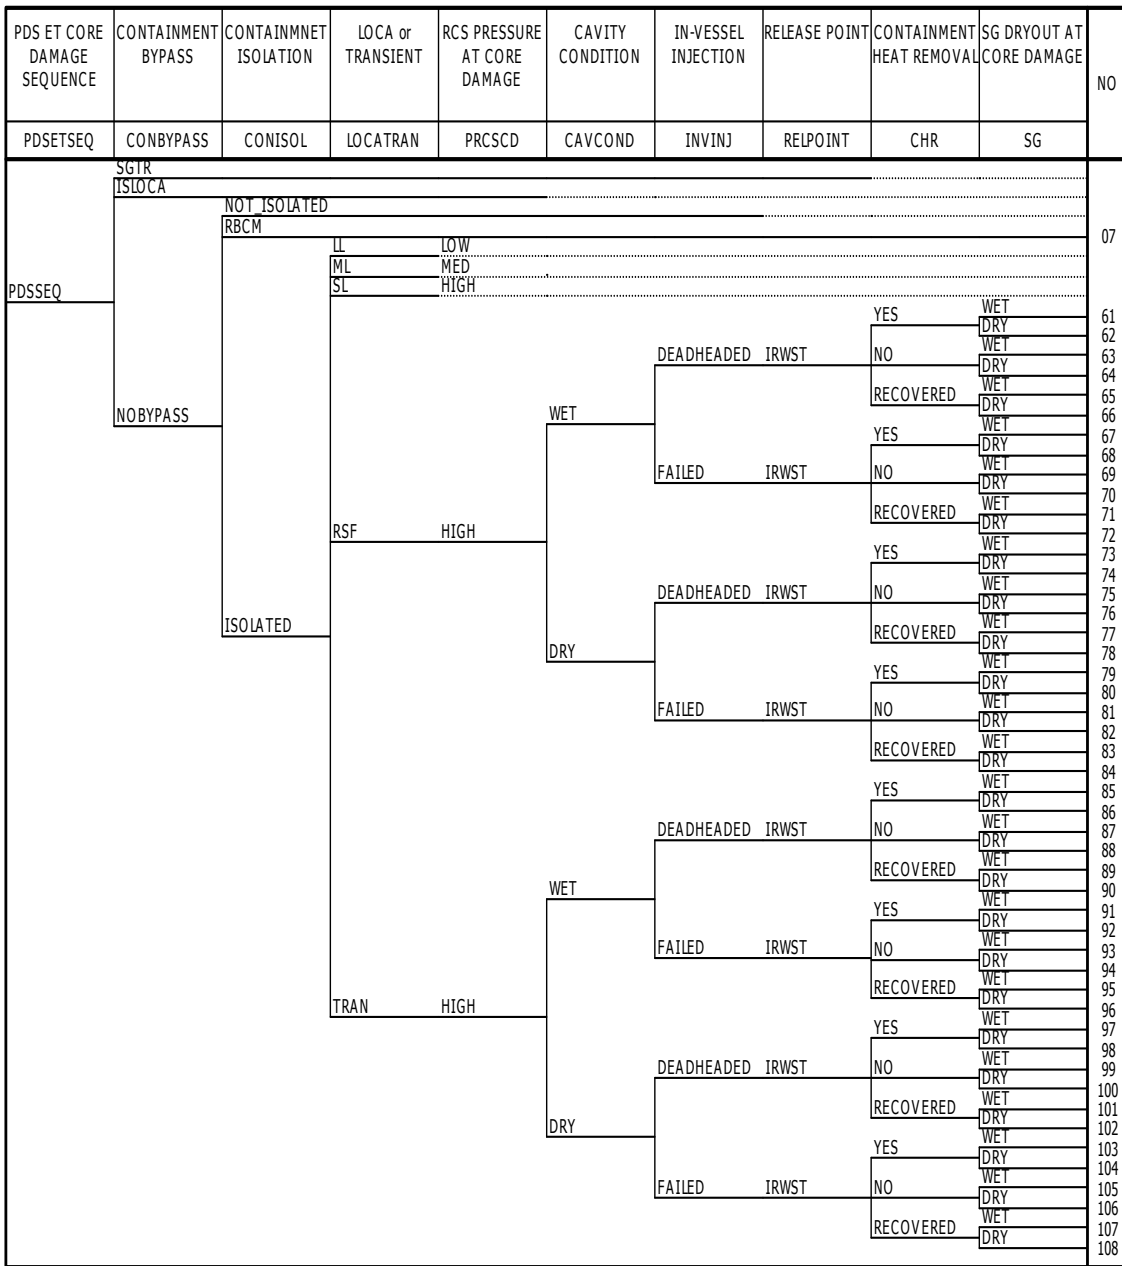 PDS ET CORE DAMAGE SEQUENCE
CONTAINMENT BYPASS
CONTAINMNET ISOLATION
LOCA or TRANSIENT
RCS PRESSURE AT CORE DAMAGE
CAVITY CONDITION
IN-VESSEL INJECTION
RELEASE POINT
CONTAINMENT HEAT REMOVAL
SG DRYOUT AT CORE DAMAGE
NO
PDSETSEQ CONBYPASS CONISOL LOCATRAN PRCSCD CAVCOND INVINJ RELPOINT CHR SG
SGTR
ISLOCA
NOT_ISOLATED
RBCM 07
LL LOW
ML MED
SL HIGH
PDSSEQ
NOBYPASS
ISOLATED
RSF HIGH
WET
DEADHEADED IRWST
YES
WET 61
DRY 62
NO
WET 63
DRY 64
RECOVERED
WET 65
DRY 66
FAILED IRWST
YES
WET 67
DRY 68
NO
WET 69
DRY 70
RECOVERED
WET 71
DRY 72
DRY
DEADHEADED IRWST
YES
WET 73
DRY 74
NO
WET 75
DRY 76
RECOVERED
WET 77
DRY 78
FAILED IRWST
YES
WET 79
DRY 80
NO
WET 81
DRY 82
RECOVERED
WET 83
DRY 84
TRAN HIGH
WET
DEADHEADED IRWST
YES
WET 85
DRY 86
NO
WET 87
DRY 88
RECOVERED
WET 89
DRY 90
FAILED IRWST
YES
WET 91
DRY 92
NO
WET 93
DRY 94
RECOVERED
WET 95
DRY 96
DRY
DEADHEADED IRWST
YES
WET 97
DRY 98
NO
WET 99
DRY 100
RECOVERED
WET 101
DRY 102
FAILED IRWST
YES
WET 103
DRY 104
NO
WET 105
DRY 106
RECOVERED
WET 107
DRY 108